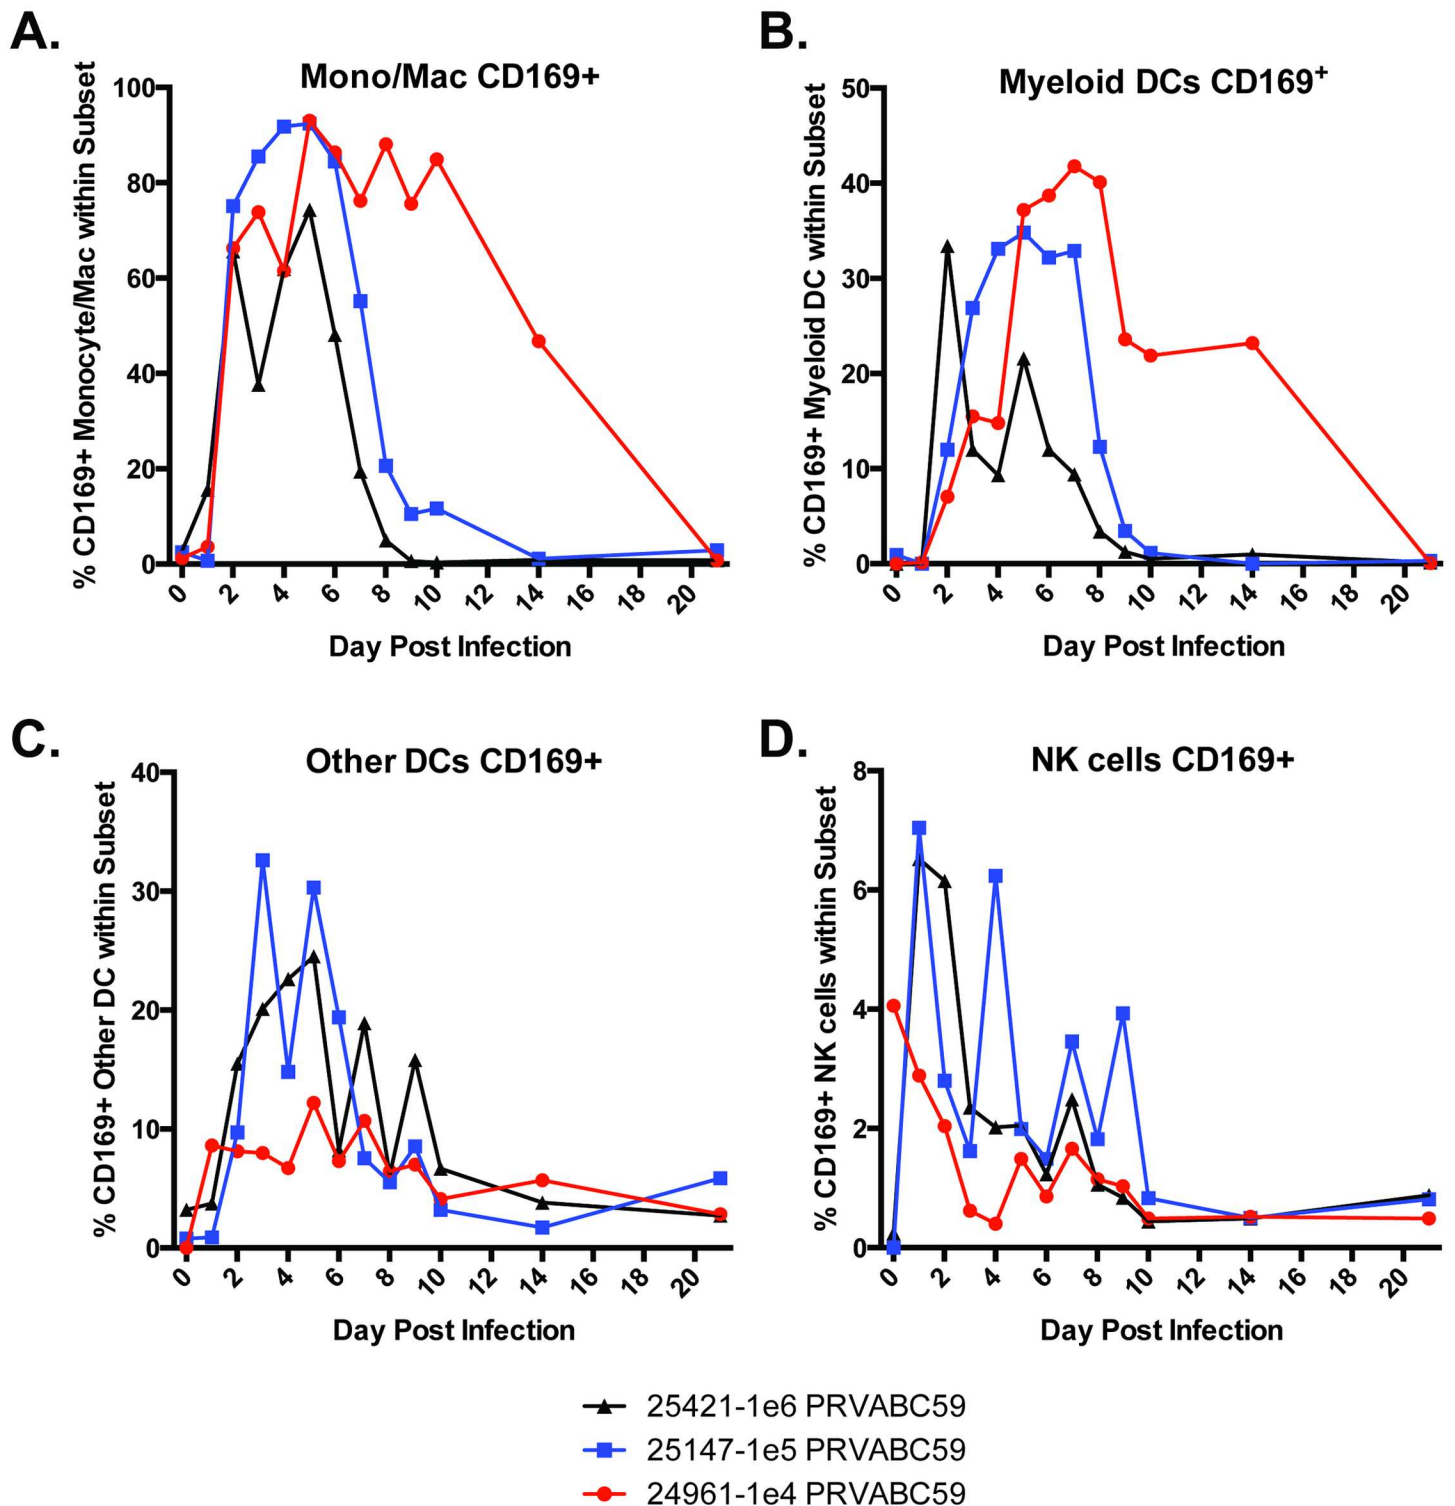 A.
Mono/Mac CD169+
% CD169+ Monocyte/Mac within Subset
100
80
60
40
20
0
0 2 4 6 8 10 12 14 16 18 20
Day Post Infection
B.
Myeloid DCs CD169+
% CD169+ Myeloid DC within Subset
50
40
30
20
10
0
0 2 4 6 8 10 12 14 16 18 20
Day Post Infection
C.
Other DCs CD169+
% CD169+ Other DC within Subset
40
30
20
10
0
0 2 4 6 8 10 12 14 16 18 20
Day Post Infection
D.
NK cells CD169+
% CD169+ NK cells within Subset
8
6
4
2
0
0 2 4 6 8 10 12 14 16 18 20
Day Post Infection
25421-1e6 PRVABC59
25147-1e5 PRVABC59
24961-1e4 PRVABC59